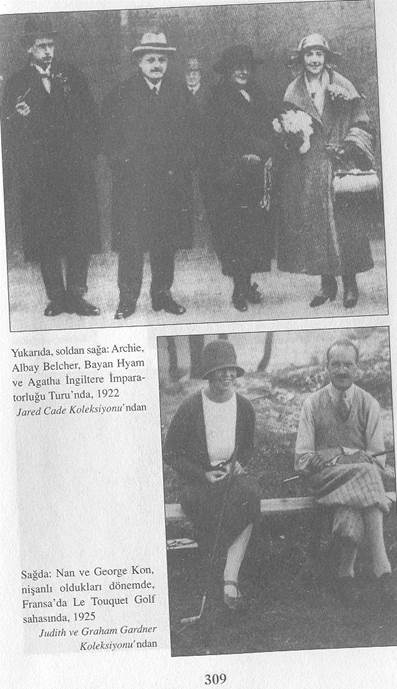 Yukarıda, soldan sağa: Archie,
Albay Belcher, Bayan Hyam
ve Agatha İngiltere İmpara-
torluğu Turu'nda, 1922
Jared Cade Koleksiyonu'ndan
Sağda: Nan ve George Kon,
nişanlı oldukları dönemde,
Fransa'da Le Touquet Golf
sahasında, 1925
Judith ve Graham Gardner
Koleksiyonu'ndan
309